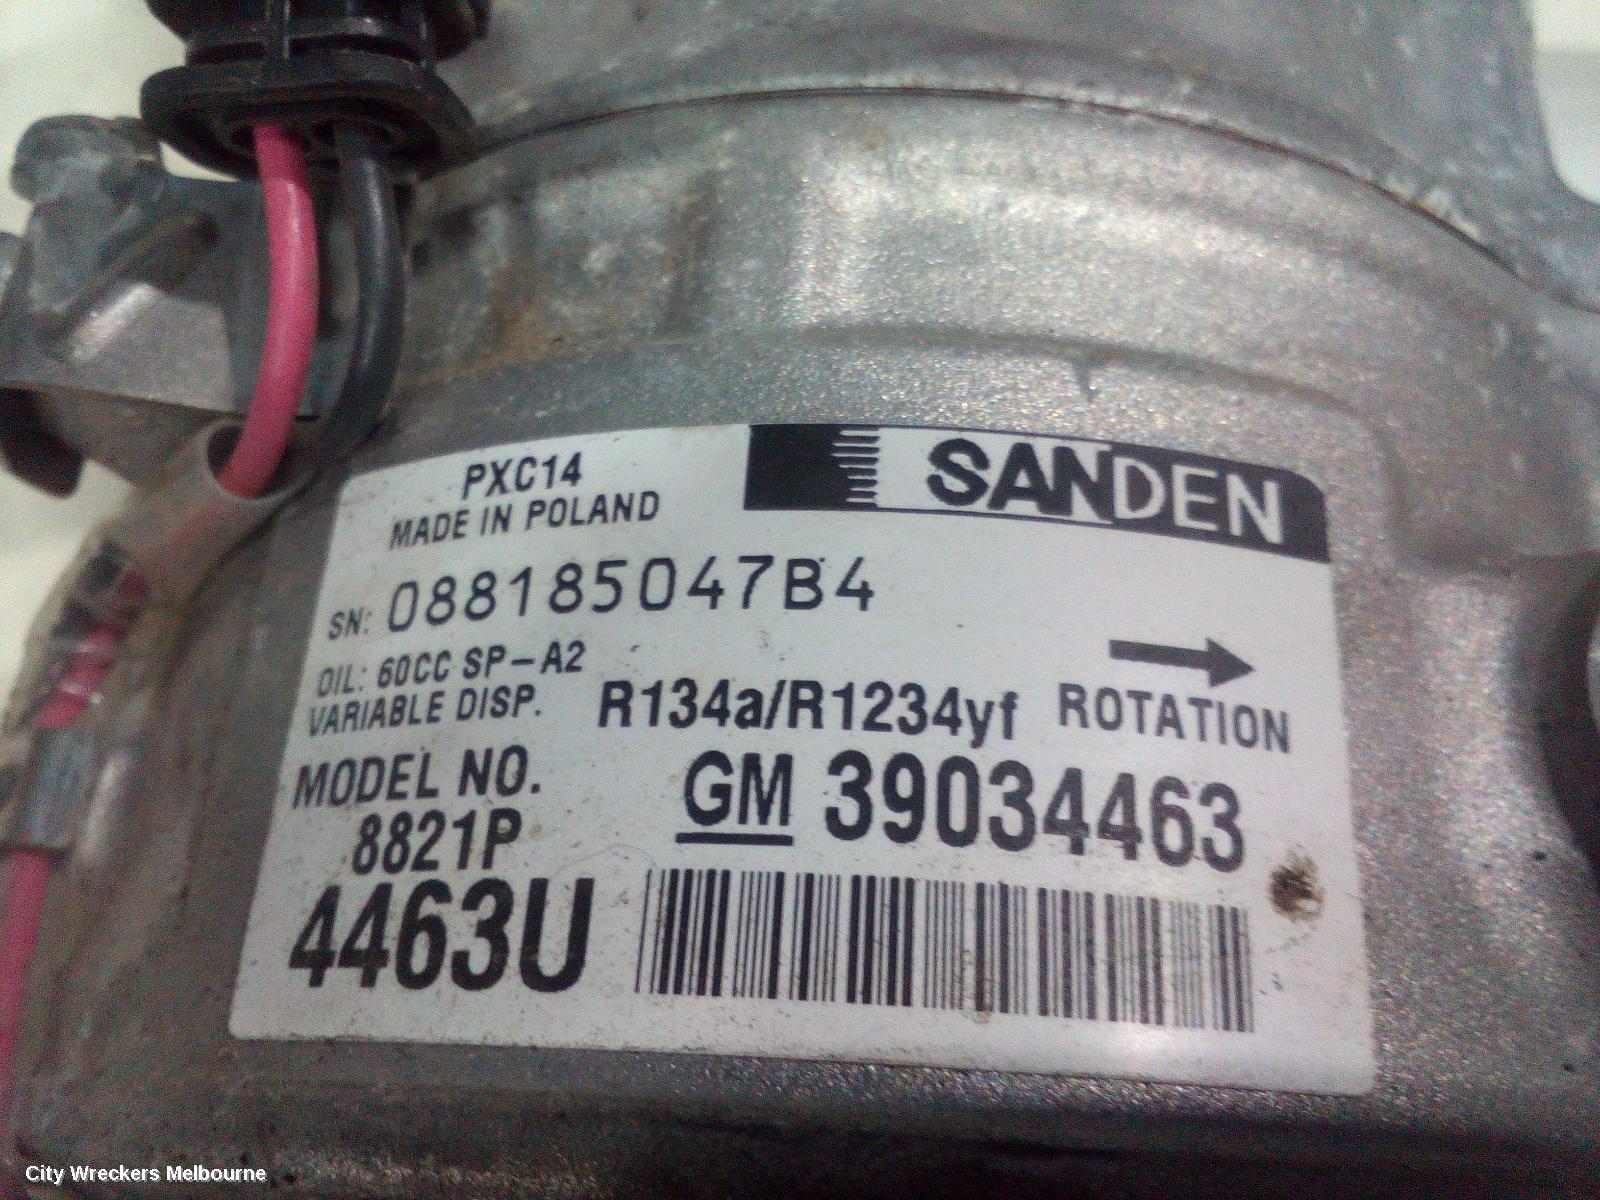 PXC14
SANDEN
MADE IN POLAND
SN: 088185047B4
OIL: 60CC SP-A2
VARIABLE DISP.
R134a/R1234yf
ROTATION
MODEL NO.
8821P
GM 39034463
4463U
City Wreckers Melbourne